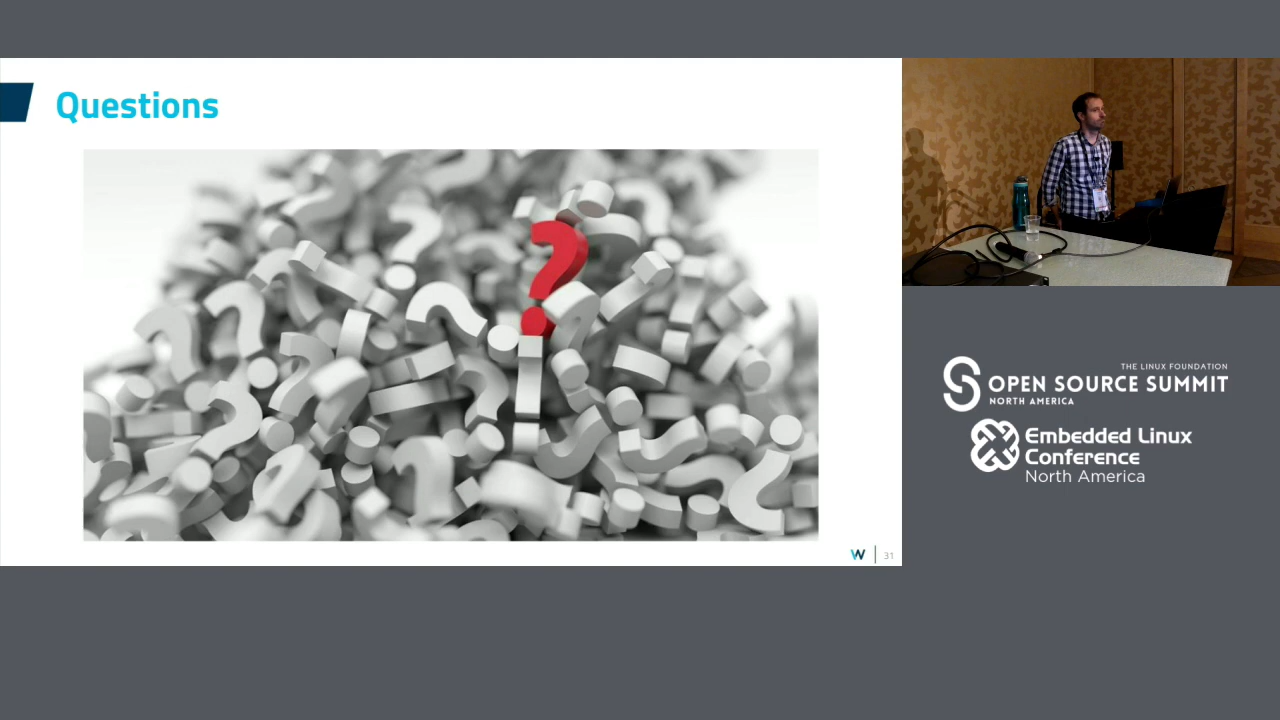 Questions
W
31
THE LINUX FOUNDATION
OPEN SOURCE SUMMIT
NORTH AMERICA
Embedded Linux
Conference
North America